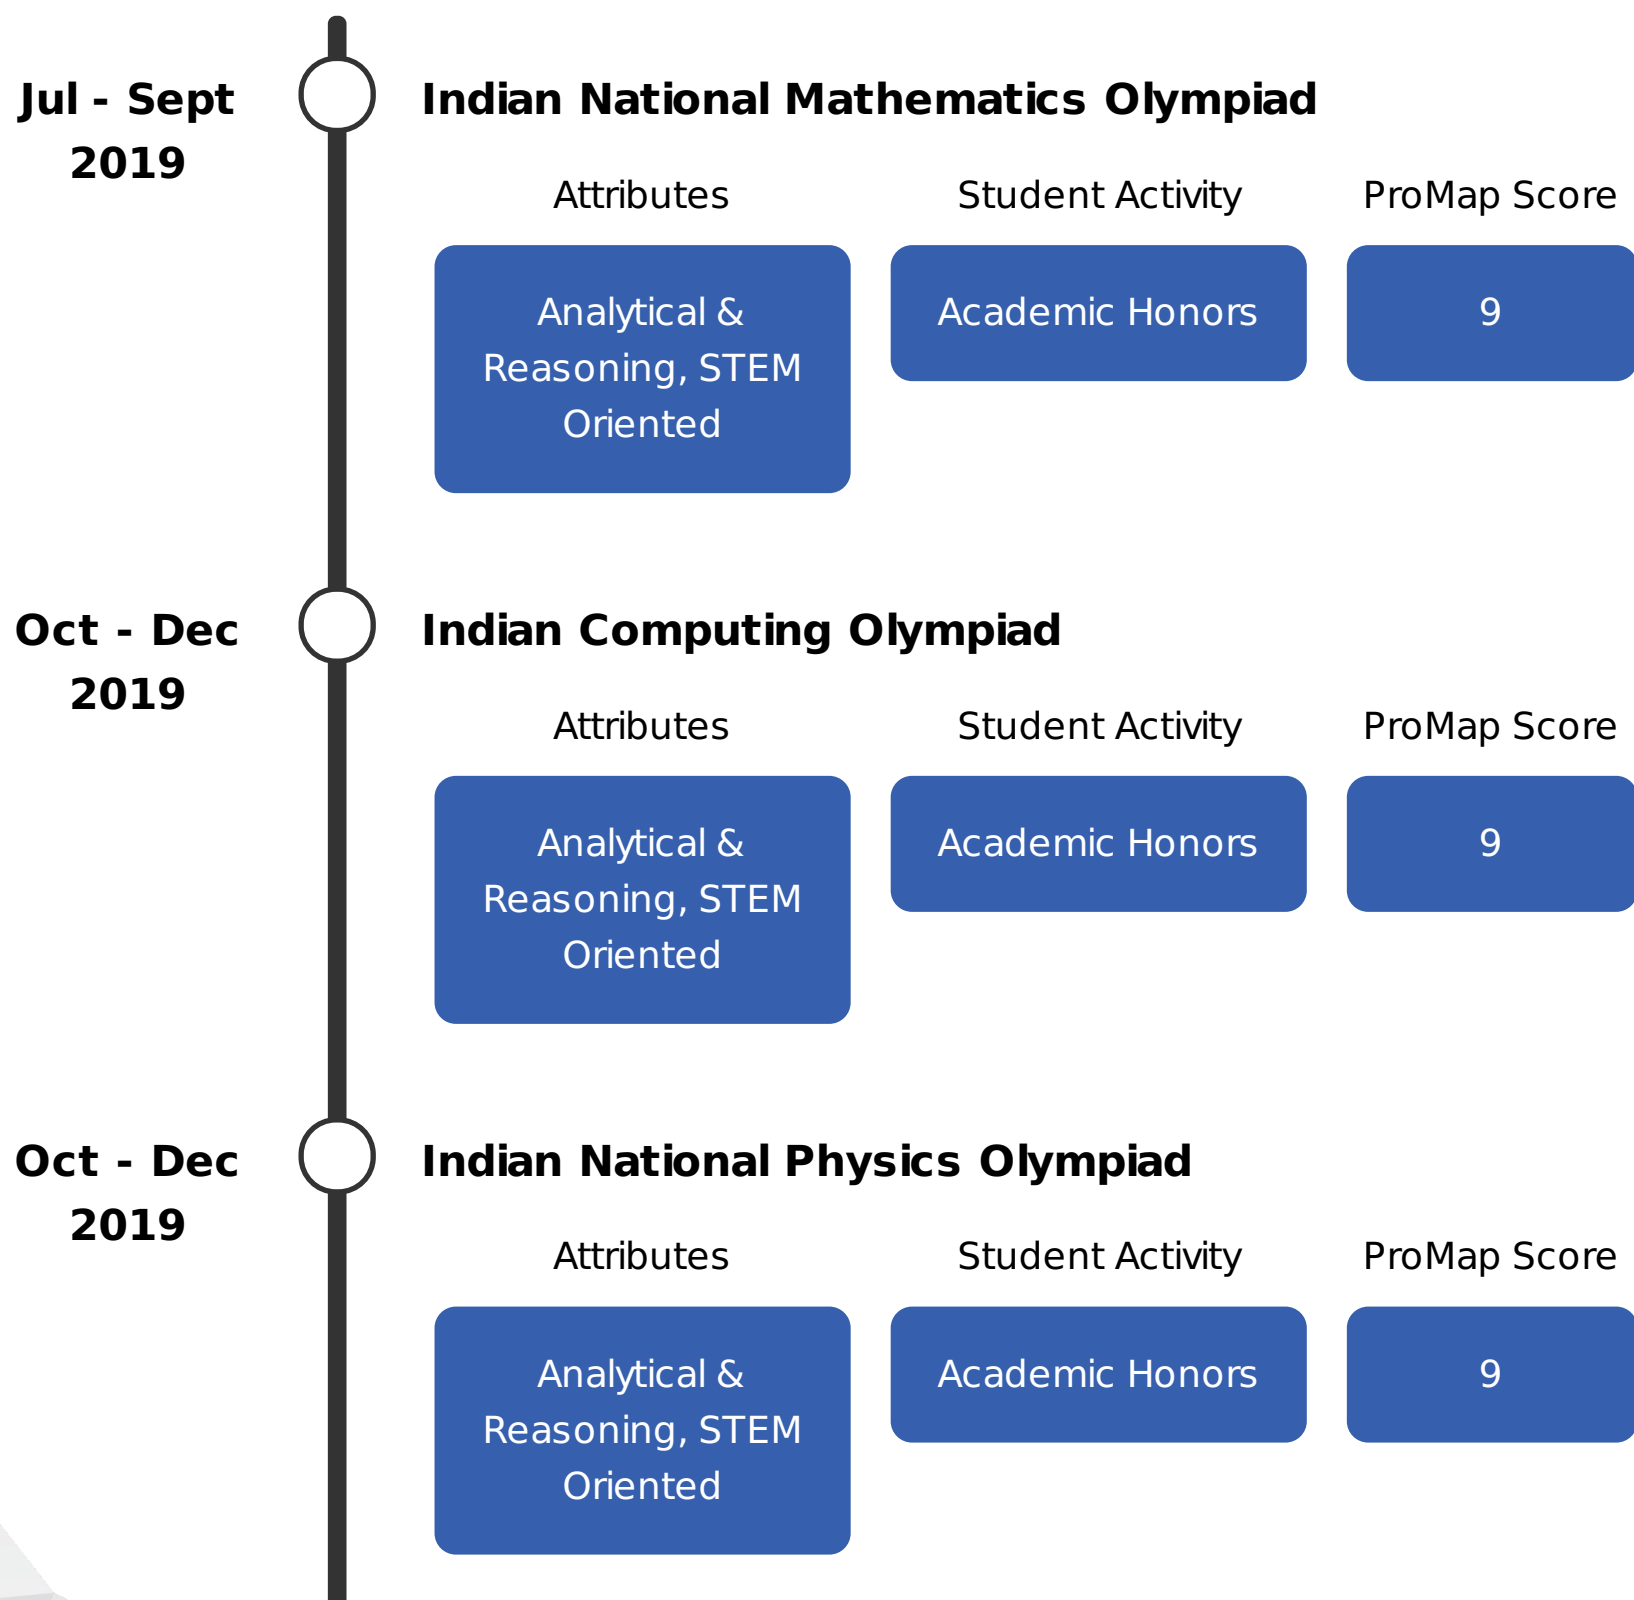 Jul - Sept
2019
Indian National Mathematics Olympiad
Attributes
Student Activity
ProMap Score
Analytical &
Reasoning, STEM
Oriented
Academic Honors
9
Oct - Dec
2019
Indian Computing Olympiad
Attributes
Student Activity
ProMap Score
Analytical &
Reasoning, STEM
Oriented
Academic Honors
9
Oct - Dec
2019
Indian National Physics Olympiad
Attributes
Student Activity
ProMap Score
Analytical &
Reasoning, STEM
Oriented
Academic Honors
9